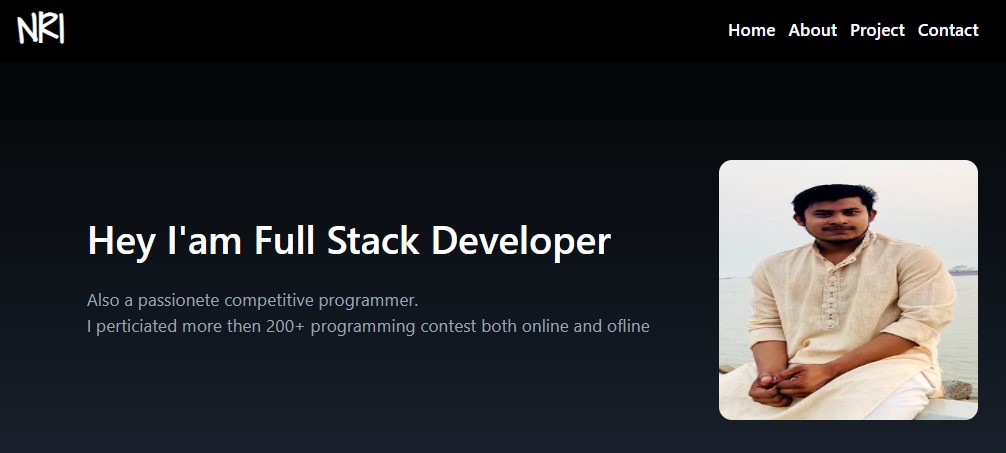 NRI
Home About Project Contact
Hey I'am Full Stack Developer
Also a passionete competitive programmer.
I perticiated more then 200+ programming contest both online and ofline